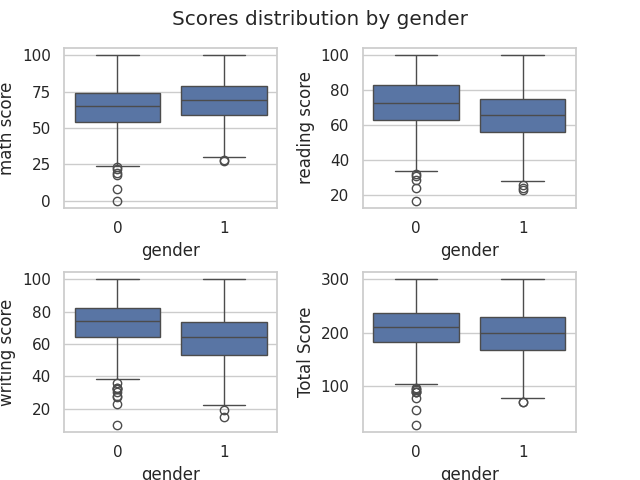 Scores distribution by gender
math score
100
75
50
25
0
0 1
gender
reading score
100
80
60
40
20
0 1
gender
writing score
100
80
60
40
20
0 1
gender
Total Score
300
200
100
0 1
gender